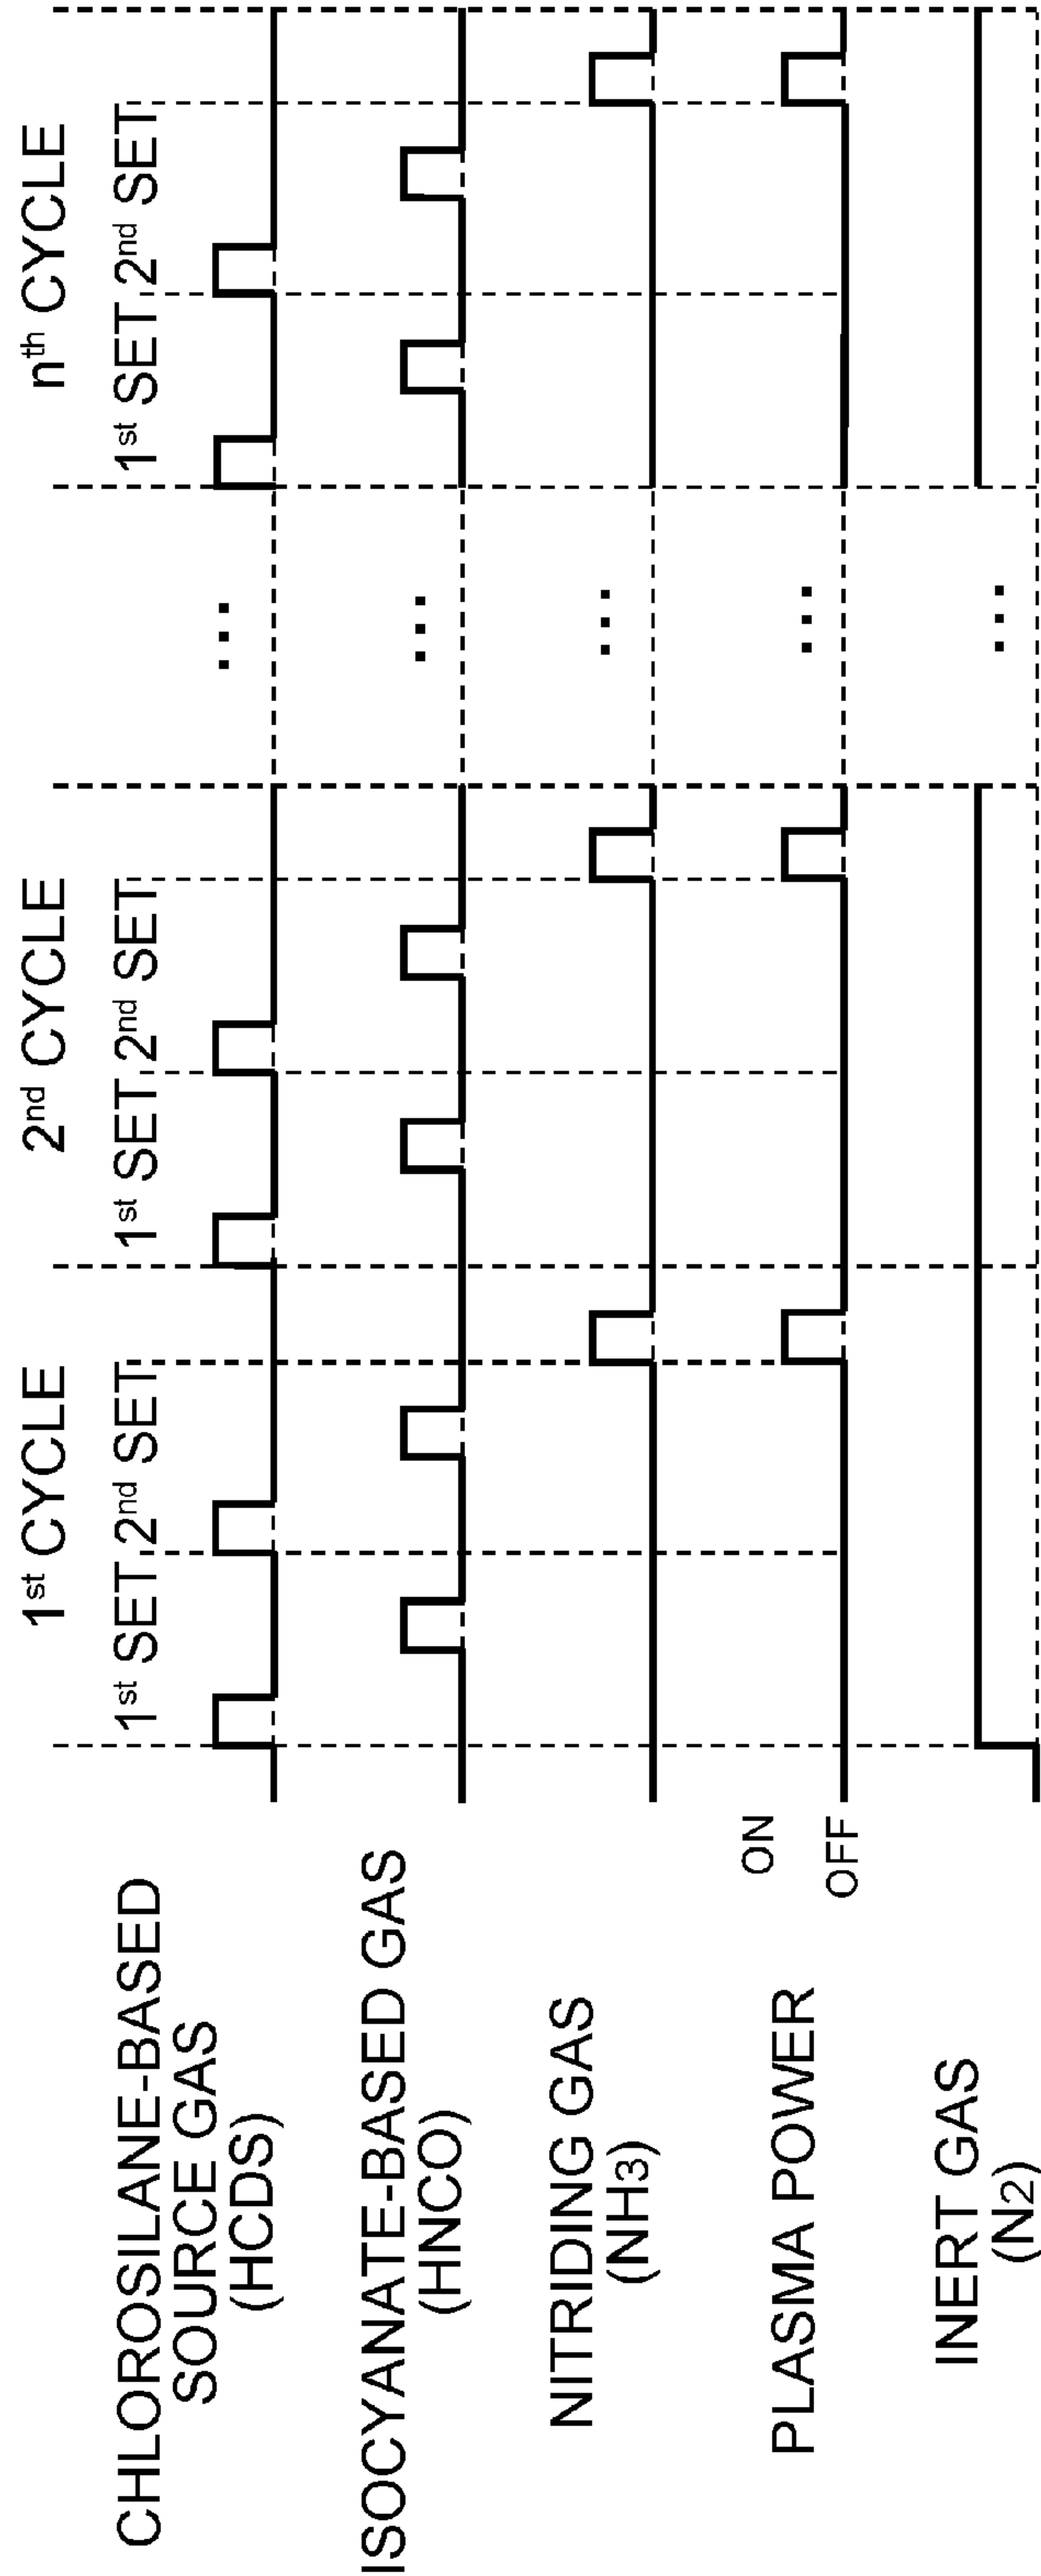 1st CYCLE
2nd CYCLE
nth CYCLE
1st SET 2nd SET
1st SET 2nd SET
1st SET 2nd SET
CHLOROSILANE-BASED
SOURCE GAS
(HCDS)
...
ISOCYANATE-BASED GAS
(HNCO)
...
NITRIDING GAS
(NH3)
...
PLASMA POWER
ON
OFF
...
INERT GAS
(N2)
...